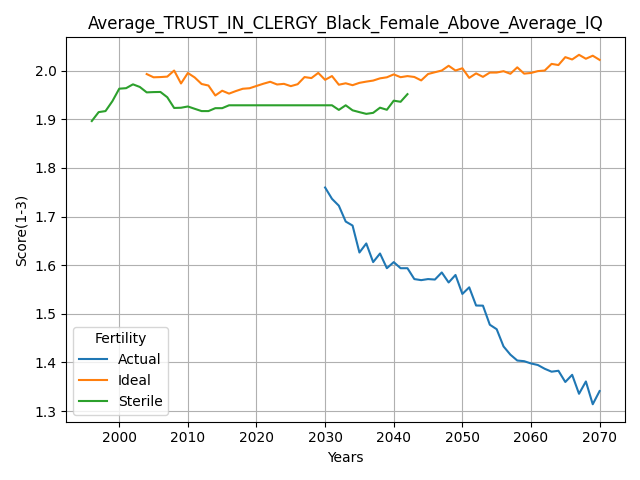 Average_TRUST_IN_CLERGY_Black_Female_Above_Average_IQ
Score(1-3)
2.0
1.9
1.8
1.7
1.6
1.5
1.4
1.3
Fertility
Actual
Ideal
Sterile
2000 2010 2020 2030 2040 2050 2060 2070
Years